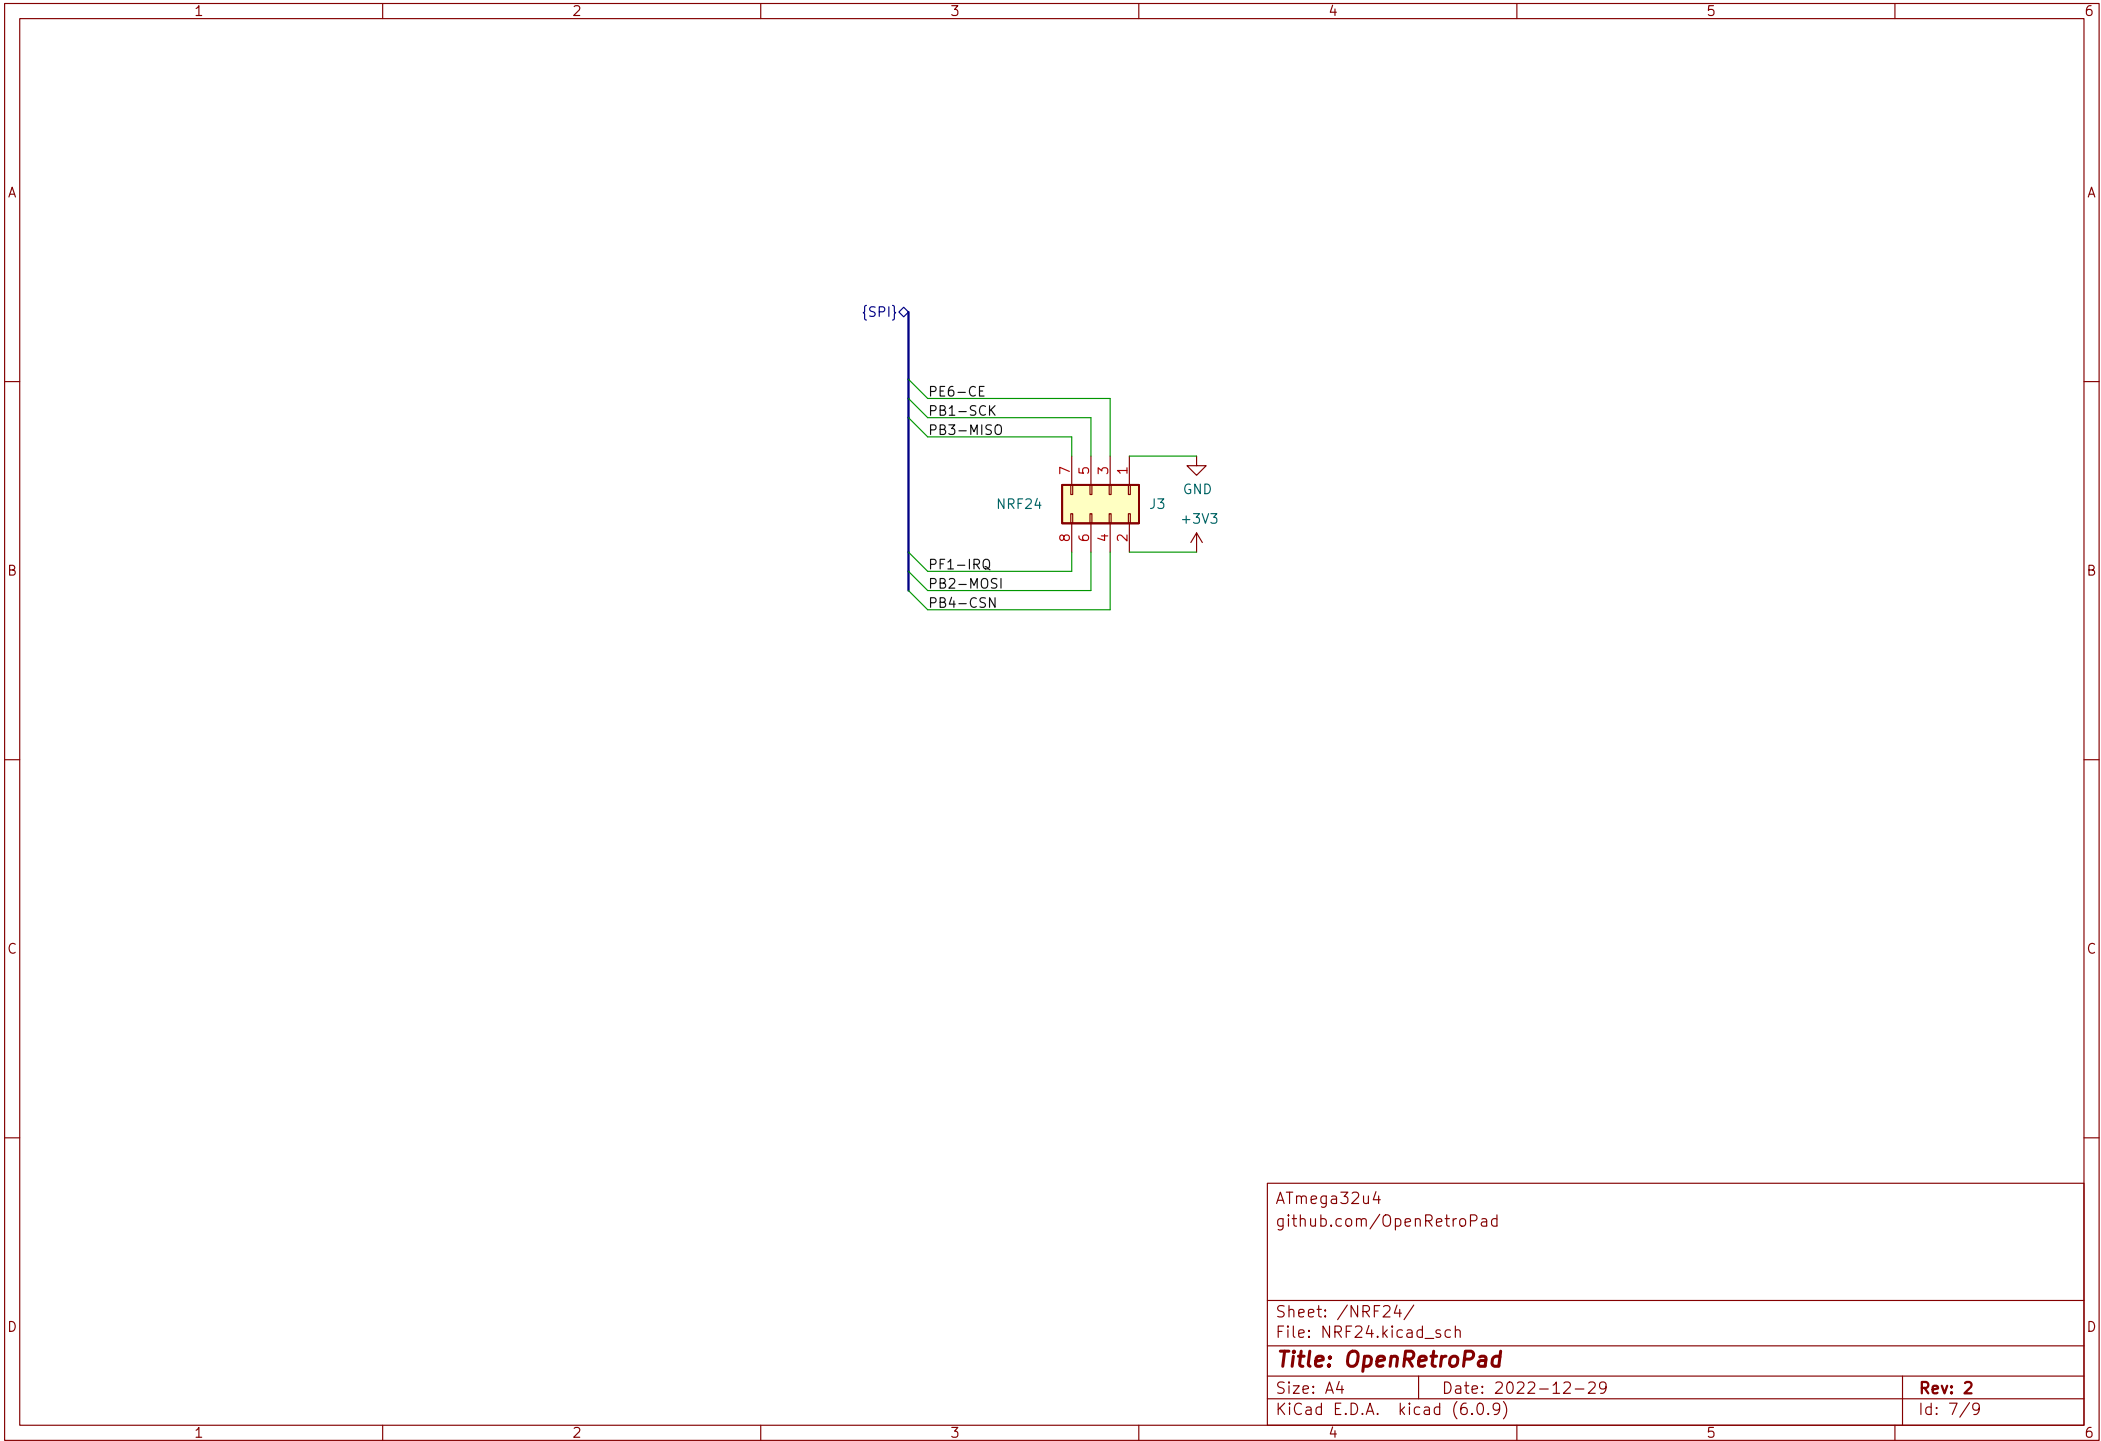 1 2 3 4 5 6
A A
{SPI}
PE6-CE
PB1-SCK
PB3-MISO
7 5 3 1
GND
NRF24 J3
+3V3
8 6 4 2
PF1-IRQ
B B
PB2-MOSI
PB4-CSN
C C
ATmega32u4
github.com/OpenRetroPad
Sheet: /NRF24/
D D
File: NRF24.kicad_sch
Title: OpenRetroPad
Size: A4 Date: 2022-12-29 Rev: 2
KiCad E.D.A. kicad (6.0.9) Id: 7/9
1 2 3 4 5 6